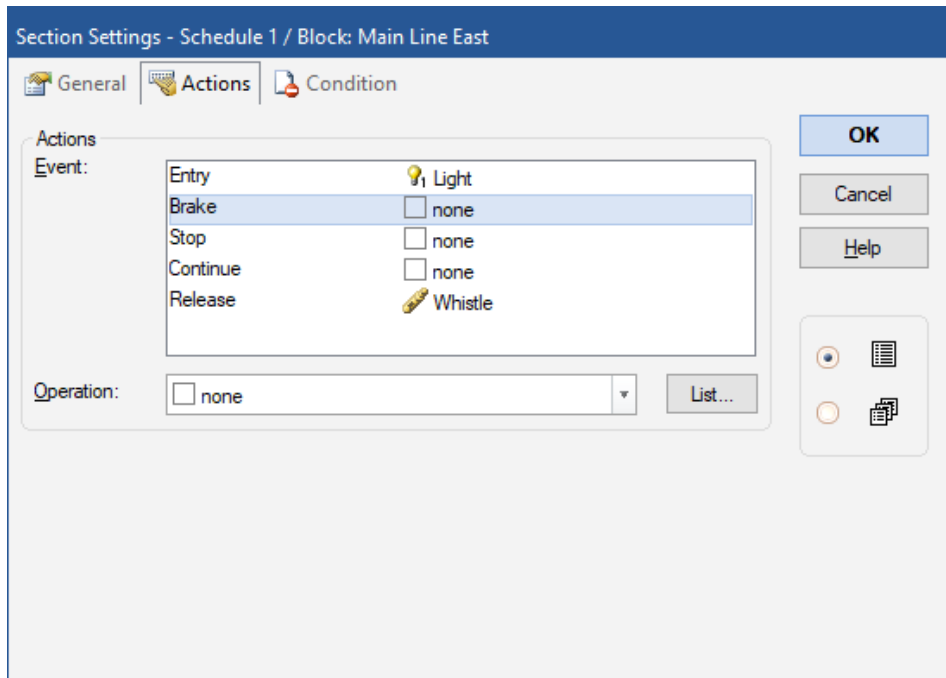 Section Settings - Schedule 1 / Block: Main Line East
General Actions Condition
Actions
Event:
Entry 1 Light
Brake none
Stop none
Continue none
Release Whistle
Operation: none List...
OK
Cancel
Help